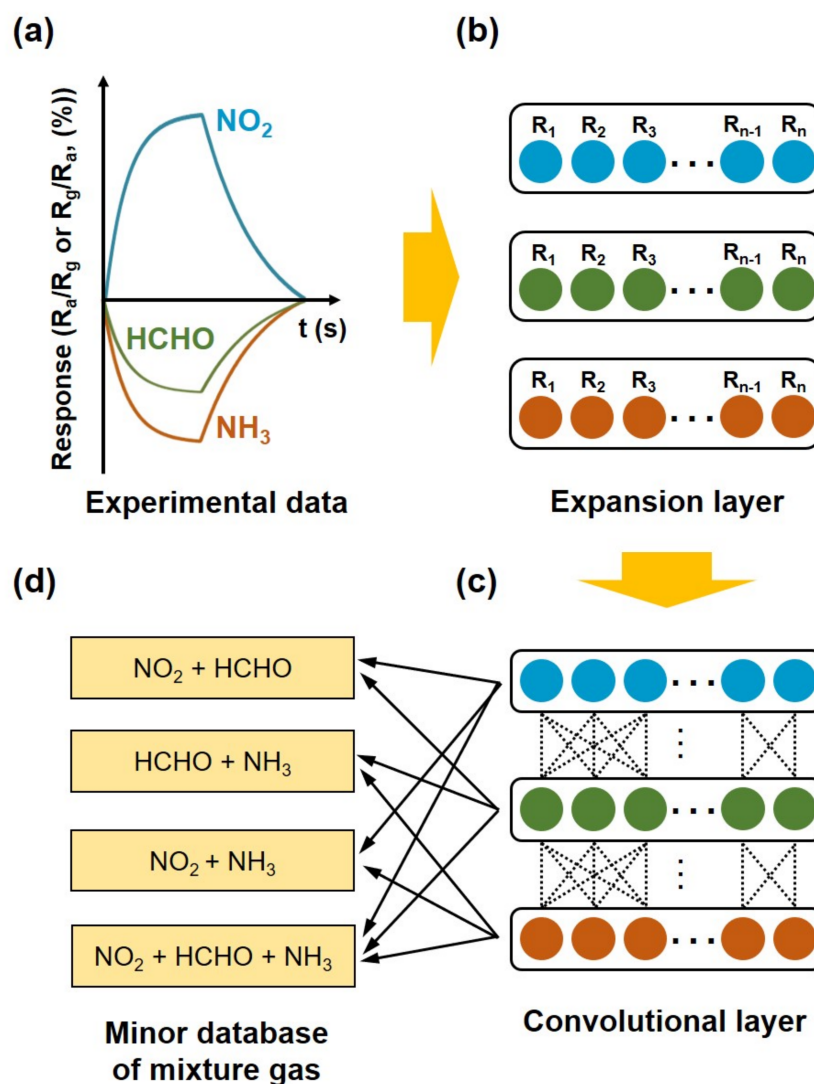 (a)
Response (Rₐ/R_g or R_g/Rₐ, (%))
NO₂
HCHO
NH₃
t (s)
Experimental data
(b)
R₁ R₂ R₃ Rₙ₋₁ Rₙ
...
R₁ R₂ R₃ Rₙ₋₁ Rₙ
...
R₁ R₂ R₃ Rₙ₋₁ Rₙ
...
Expansion layer
(d)
NO₂ + HCHO
HCHO + NH₃
NO₂ + NH₃
NO₂ + HCHO + NH₃
Minor database
of mixture gas
(c)
...
⋮
...
⋮
...
Convolutional layer